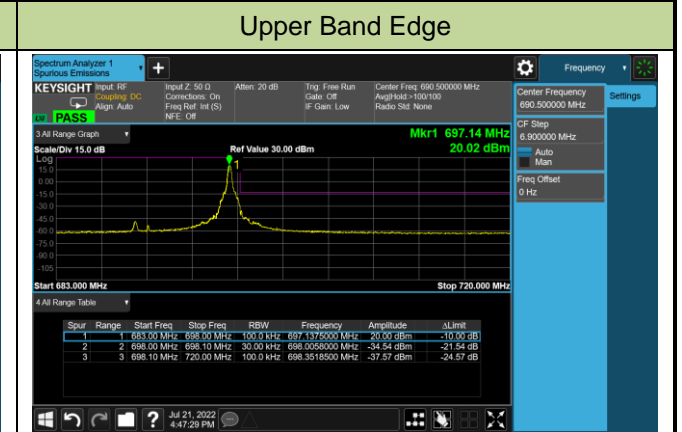 Upper Band Edge
Spectrum Analyzer 1
Spurious Emissions
+
Frequency
KEYSIGHT
Input: RF
Coupling: DC
Align: Auto
Input Z: 50 Ω
Corrections: On
Freq Ref: Int (S)
NFE: Off
Atten: 20 dB
Trig: Free Run
Gate: Off
IF Gain: Low
Center Freq: 690.500000 MHz
Avg|Hold:>100/100
Radio Std: None
PASS
Center Frequency
690.500000 MHz
Settings
CF Step
6.900000 MHz
Auto
Man
Freq Offset
0 Hz
3 All Range Graph
Mkr1 697.14 MHz
Scale/Div 15.0 dB
Ref Value 30.00 dBm
20.02 dBm
Log
15.0
0.00
-15.0
-30.0
-45.0
-60.0
-75.0
-90.0
-105
1
Start 683.000 MHz
Stop 720.000 MHz
4 All Range Table
Spur Range Start Freq Stop Freq RBW Frequency Amplitude ΔLimit
1 1 683.00 MHz 698.00 MHz 100.0 kHz 697.1375000 MHz 20.00 dBm -10.00 dB
2 2 698.00 MHz 698.10 MHz 30.00 kHz 698.0058000 MHz -34.54 dBm -21.54 dB
3 3 698.10 MHz 720.00 MHz 100.0 kHz 698.3518500 MHz -37.57 dBm -24.57 dB
?
Jul 21, 2022
4:47:29 PM